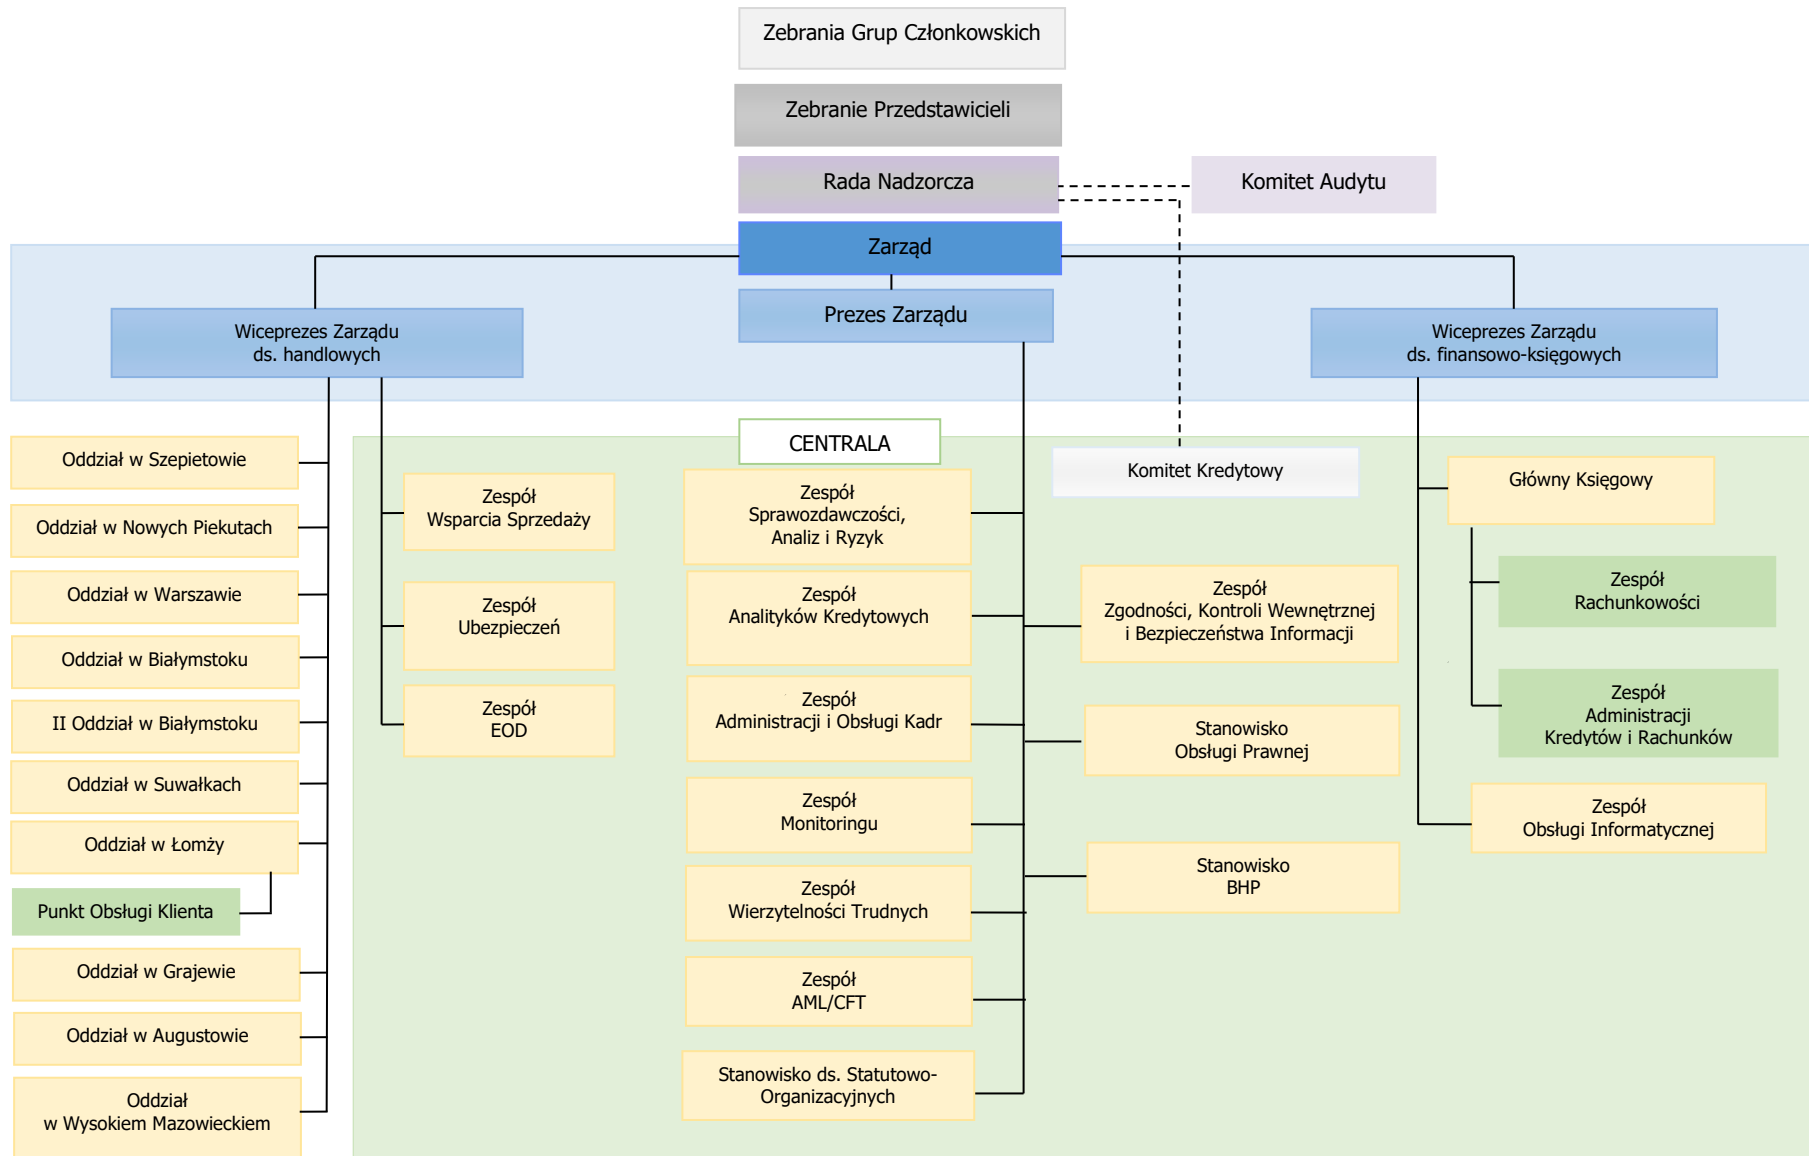 Zebrania Grup Członkowskich
Zebranie Przedstawicieli
Rada Nadzorcza
Komitet Audytu
Zarząd
Prezes Zarządu
Wiceprezes Zarządu
ds. handlowych
Wiceprezes Zarządu
ds. finansowo-księgowych
CENTRALA
Oddział w Szepietowie
Oddział w Nowych Piekutach
Oddział w Warszawie
Oddział w Białymstoku
II Oddział w Białymstoku
Oddział w Suwałkach
Oddział w Łomży
Punkt Obsługi Klienta
Oddział w Grajewie
Oddział w Augustowie
Oddział
w Wysokiem Mazowieckiem
Zespół
Wsparcia Sprzedaży
Zespół
Ubezpieczeń
Zespół
EOD
Zespół
Sprawozdawczości,
Analiz i Ryzyk
Zespół
Analityków Kredytowych
Zespół
Administracji i Obsługi Kadr
Zespół
Monitoringu
Zespół
Wierzytelności Trudnych
Zespół
AML/CFT
Stanowisko ds. Statutowo-
Organizacyjnych
Komitet Kredytowy
Zespół
Zgodności, Kontroli Wewnętrznej
i Bezpieczeństwa Informacji
Stanowisko
Obsługi Prawnej
Stanowisko
BHP
Główny Księgowy
Zespół
Rachunkowości
Zespół
Administracji
Kredytów i Rachunków
Zespół
Obsługi Informatycznej